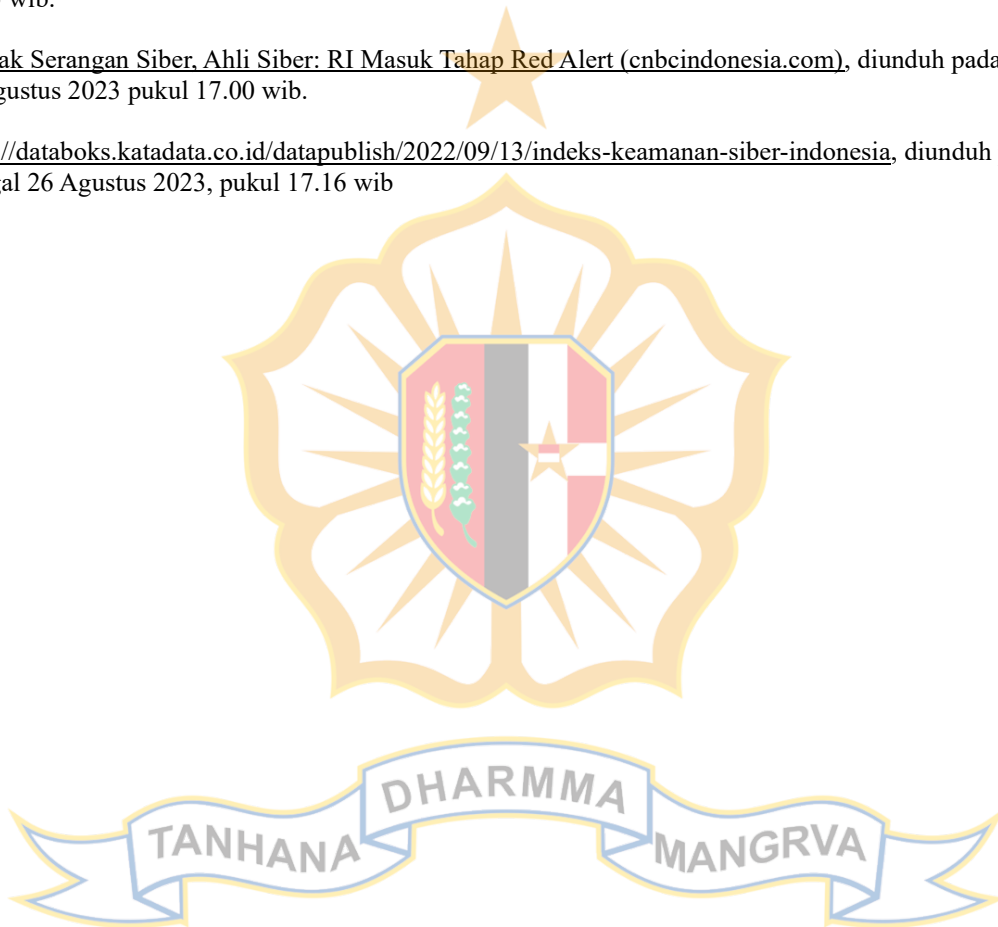 wib.
ak Serangan Siber, Ahli Siber: RI Masuk Tahap Red Alert (cnbcindonesia.com), diunduh pada
gustus 2023 pukul 17.00 wib.
://databoks.katadata.co.id/datapublish/2022/09/13/indeks-keamanan-siber-indonesia, diunduh
gal 26 Agustus 2023, pukul 17.16 wib
TANHANA DHARMMA MANGRVA